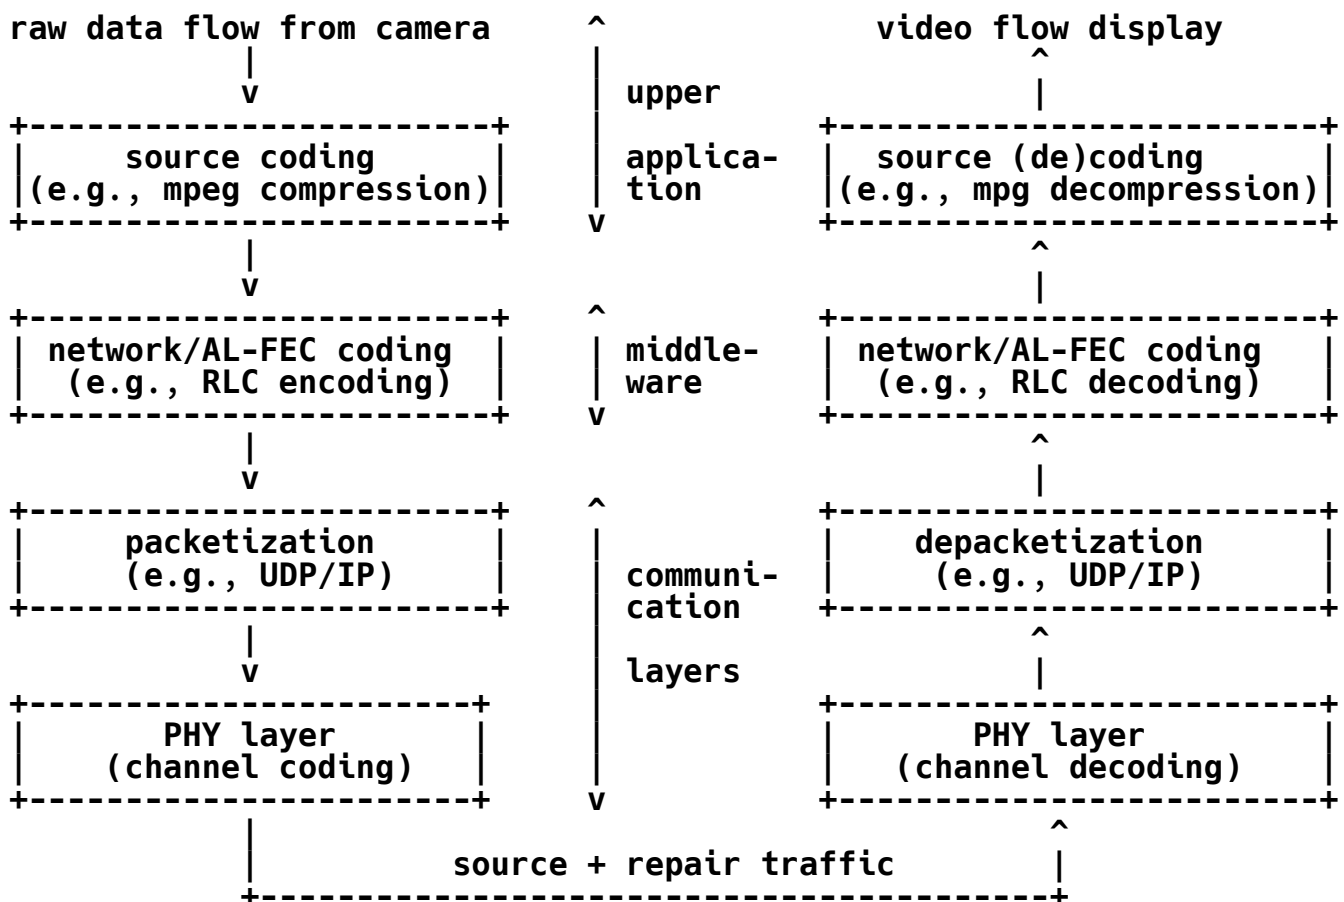 raw data flow from camera ^ video flow display
| | ^
v | upper |
+------------------------+ | +--------------------------+
| source coding | | applica- | source (de)coding |
|(e.g., mpeg compression)| | tion |(e.g., mpg decompression)|
+------------------------+ v +--------------------------+
| ^
v |
+------------------------+ ^ +--------------------------+
| network/AL-FEC coding | | middle- | network/AL-FEC coding |
| (e.g., RLC encoding) | | ware | (e.g., RLC decoding) |
+------------------------+ v +--------------------------+
| ^
v |
+------------------------+ ^ +--------------------------+
| packetization | | | depacketization |
| (e.g., UDP/IP) | | communi- | (e.g., UDP/IP) |
+------------------------+ | cation +--------------------------+
| | ^
v | layers |
+-----------------------+ | +--------------------------+
| PHY layer | | | PHY layer |
| (channel coding) | | | (channel decoding) |
+-----------------------+ v +--------------------------+
| ^
| source + repair traffic |
+-----------------------------------------+